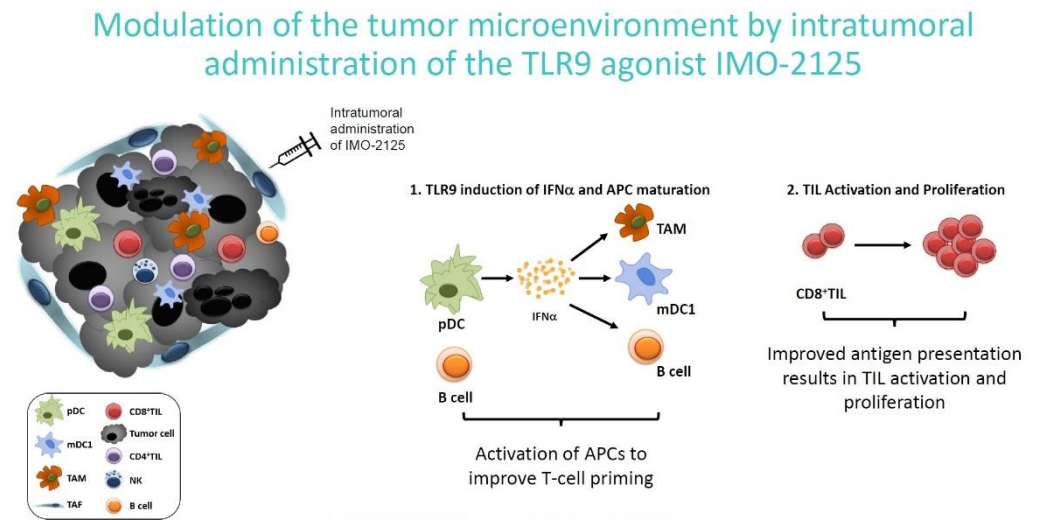 Modulation of the tumor microenvironment by intratumoral
administration of the TLR9 agonist IMO-2125
Intratumoral
administration
of IMO-2125
1. TLR9 induction of IFNα and APC maturation
TAM
pDC
IFNα
mDC1
B cell
B cell
Activation of APCs to
improve T-cell priming
2. TIL Activation and Proliferation
CD8⁺TIL
Improved antigen presentation
results in TIL activation and
proliferation
pDC
CD8⁺TIL
mDC1
Tumor cell
CD4⁺TIL
TAM
NK
TAF
B cell